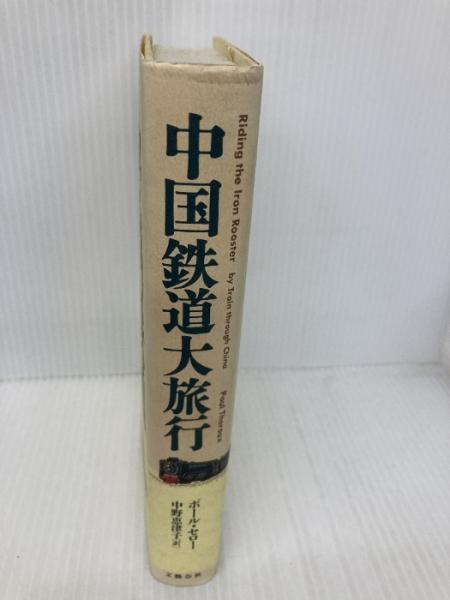 中国鉄道大旅行
Riding the Iron Rooster by Train through China Paul Theroux
ポール・セロー
中野恵津子訳
文藝春秋